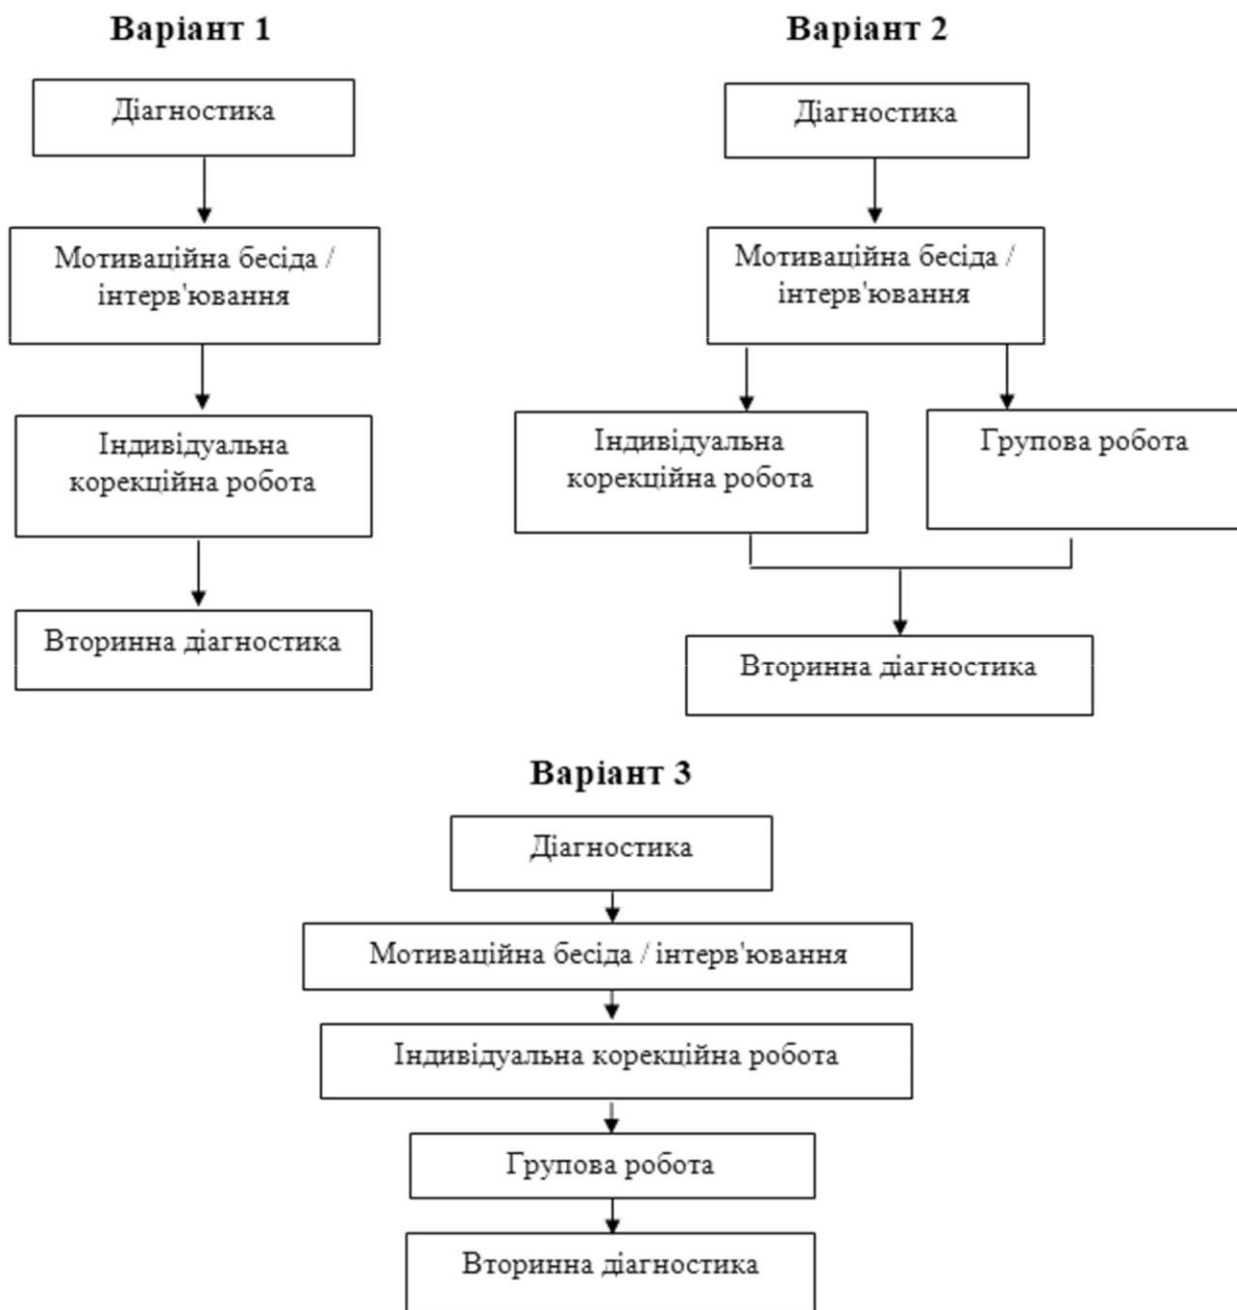 Варіант 1
Діагностика
Мотиваційна бесіда /
інтерв'ювання
Індивідуальна
корекційна робота
Вторинна діагностика
Варіант 2
Діагностика
Мотиваційна бесіда /
інтерв'ювання
Індивідуальна
корекційна робота
Групова робота
Вторинна діагностика
Варіант 3
Діагностика
Мотиваційна бесіда / інтерв'ювання
Індивідуальна корекційна робота
Групова робота
Вторинна діагностика